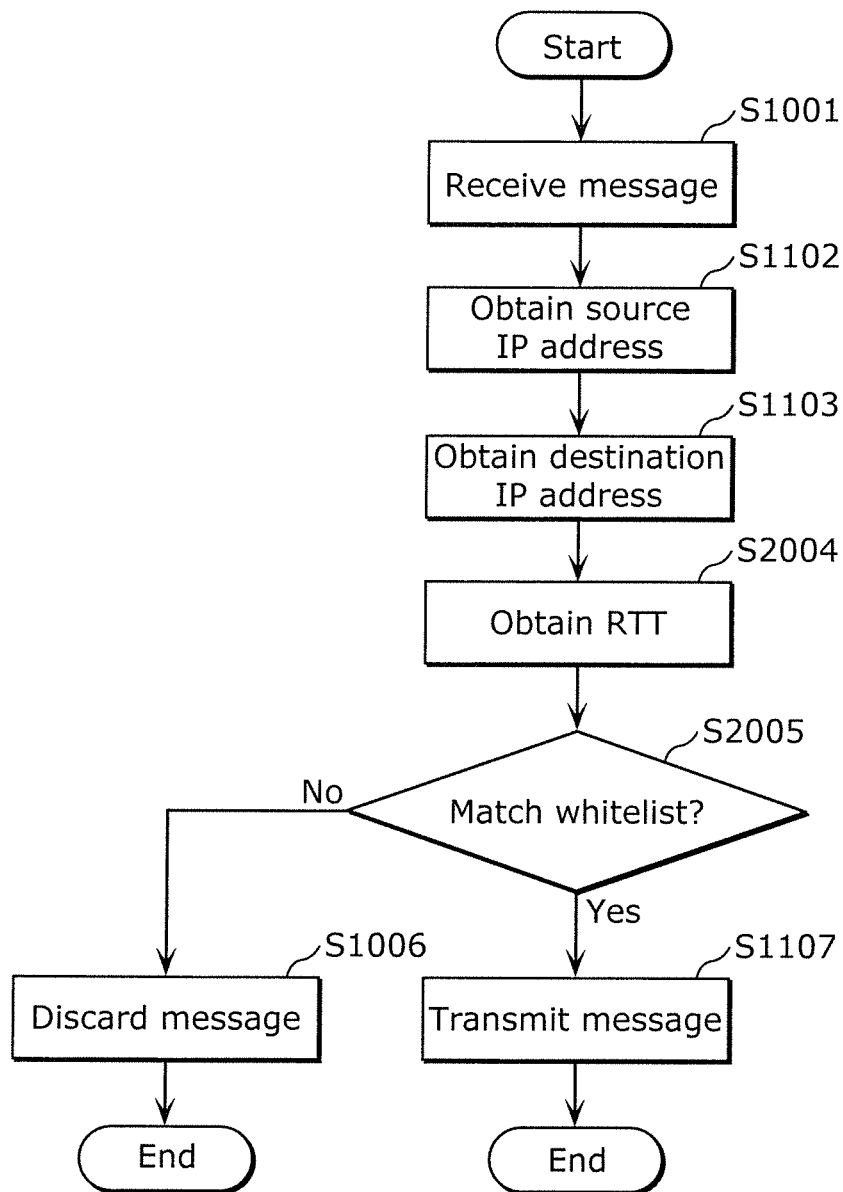 Start
S1001
Receive message
S1102
Obtain source
IP address
S1103
Obtain destination
IP address
S2004
Obtain RTT
S2005
No
Match whitelist?
Yes
S1006
S1107
Discard message
Transmit message
End
End